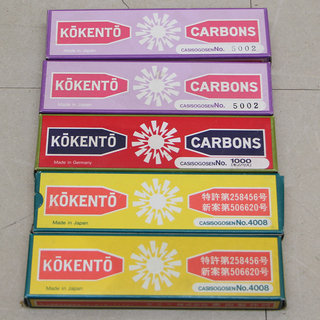 KŌKENTŌ CARBONS
Made in Japan CASISOGOSEN No. 5002
KŌKENTŌ CARBONS
Made in Japan CASISOGOSEN No. 5002
KŌKENTŌ CARBONS
Made in Germany CASISOGOSEN No. 1000
KŌKENTŌ 特許第258456号
新案第506620号
Made in Japan CASISOGOSEN No. 4008
KŌKENTŌ 特許第258456号
新案第506620号
Made in Japan CASISOGOSEN No. 4008